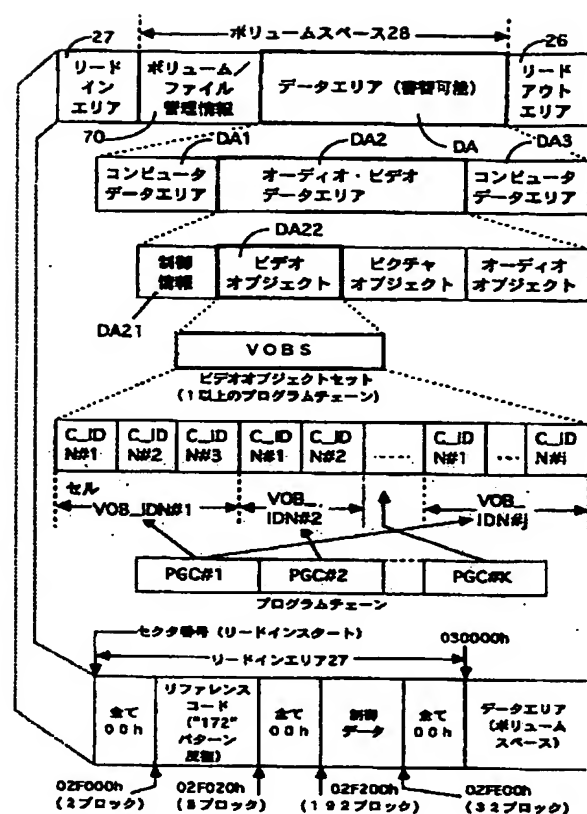 27
ボリュームスペース28
26
リード
イン
エリア
ボリューム/
ファイル
管理情報
データエリア(書替可能)
リード
アウト
エリア
70
DA1
DA2
DA
DA3
コンピュータ
データエリア
オーディオ・ビデオ
データエリア
コンピュータ
データエリア
DA22
制御
情報
ビデオ
オブジェクト
ピクチャ
オブジェクト
オーディオ
オブジェクト
DA21
VOBS
ビデオオブジェクトセット
(1以上のプログラムチェーン)
C_ID
N#1
C_ID
N#2
C_ID
N#3
C_ID
N#1
C_ID
N#2
......
C_ID
N#1
...
C_ID
N#i
セル
VOB_IDN#1
VOB_
IDN#2
VOB_
IDN#j
PGC#1
PGC#2
PGC#K
プログラムチェーン
セクタ番号(リードインスタート)
030000h
リードインエリア27
全て
00h
リファレンス
コード
("172"
パターン
全て
00h
制御
データ
全て
00h
データエリア
(ボリューム
スペース)
02F000h
(2ブロック)
02F020h
02F200h
(192ブロック)
02FE00h
(32ブロック)